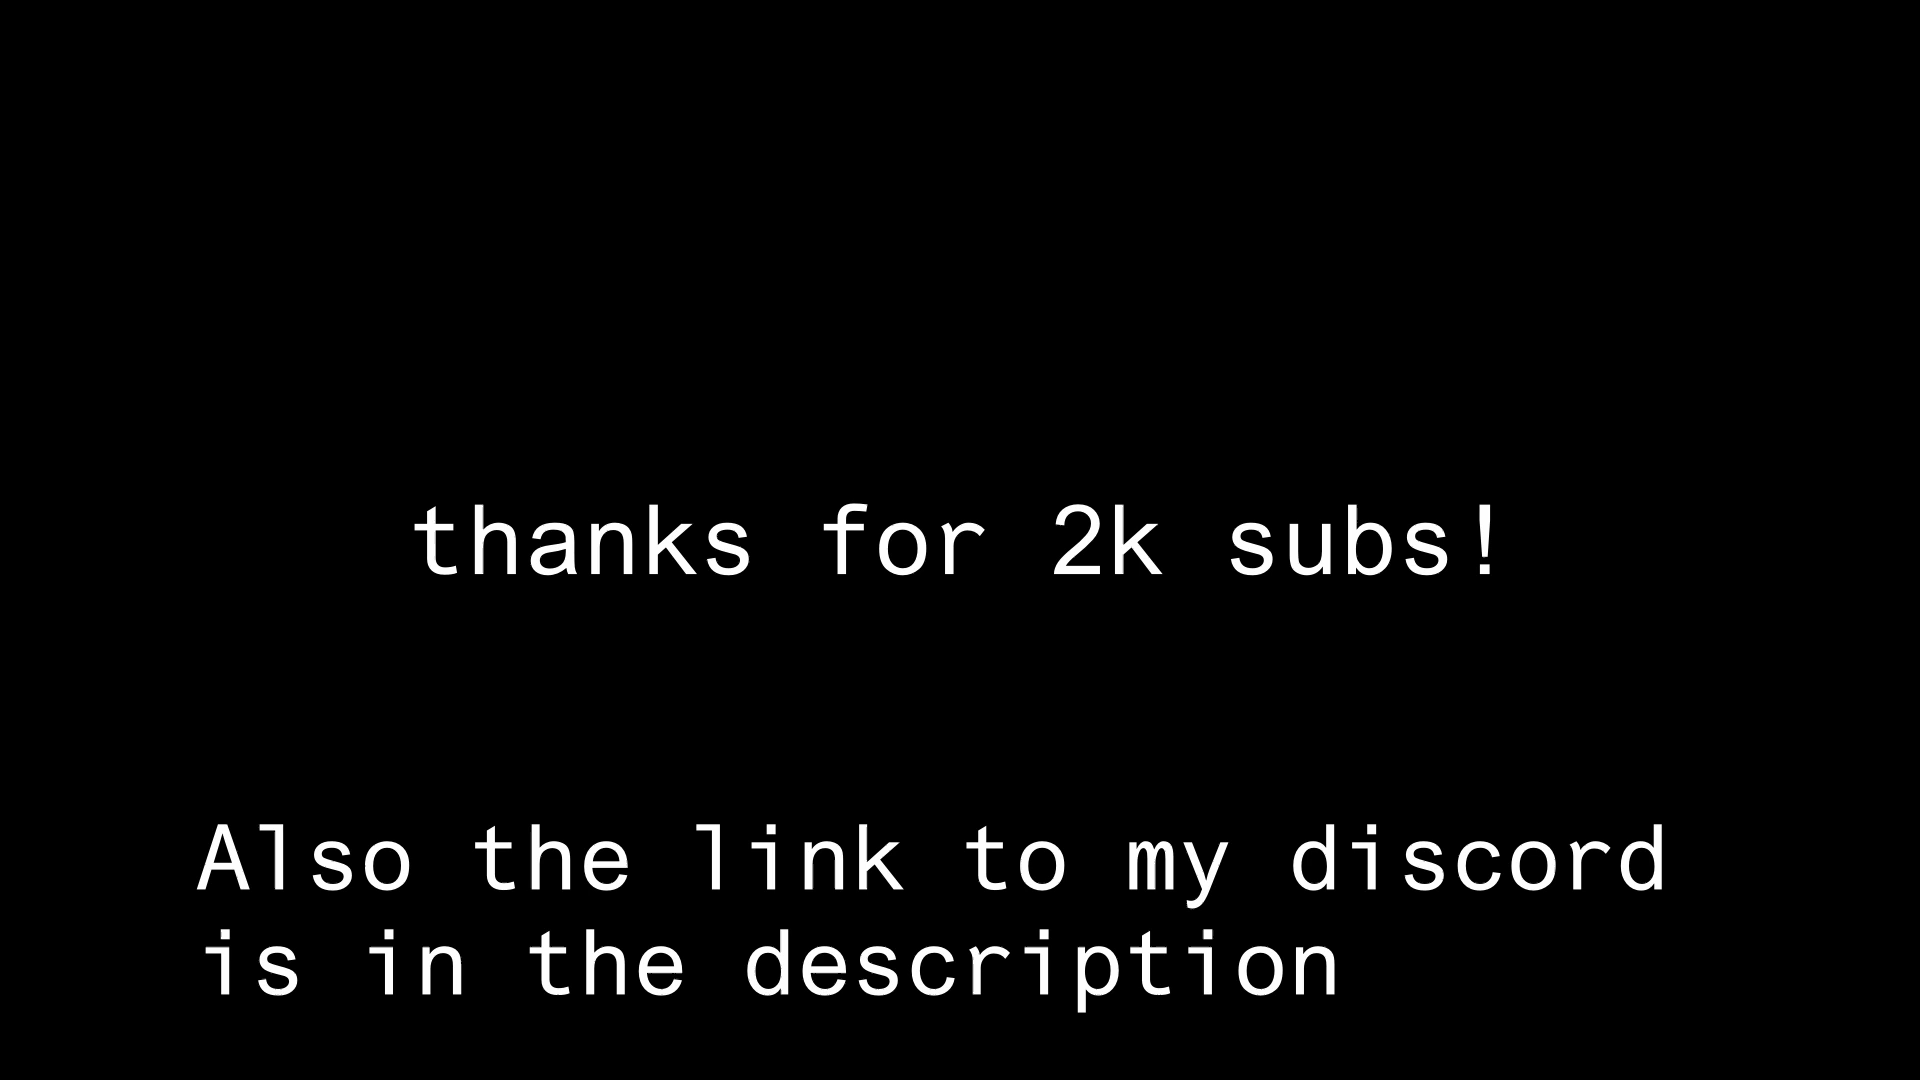 thanks for 2k subs!
Also the link to my discord
is in the description